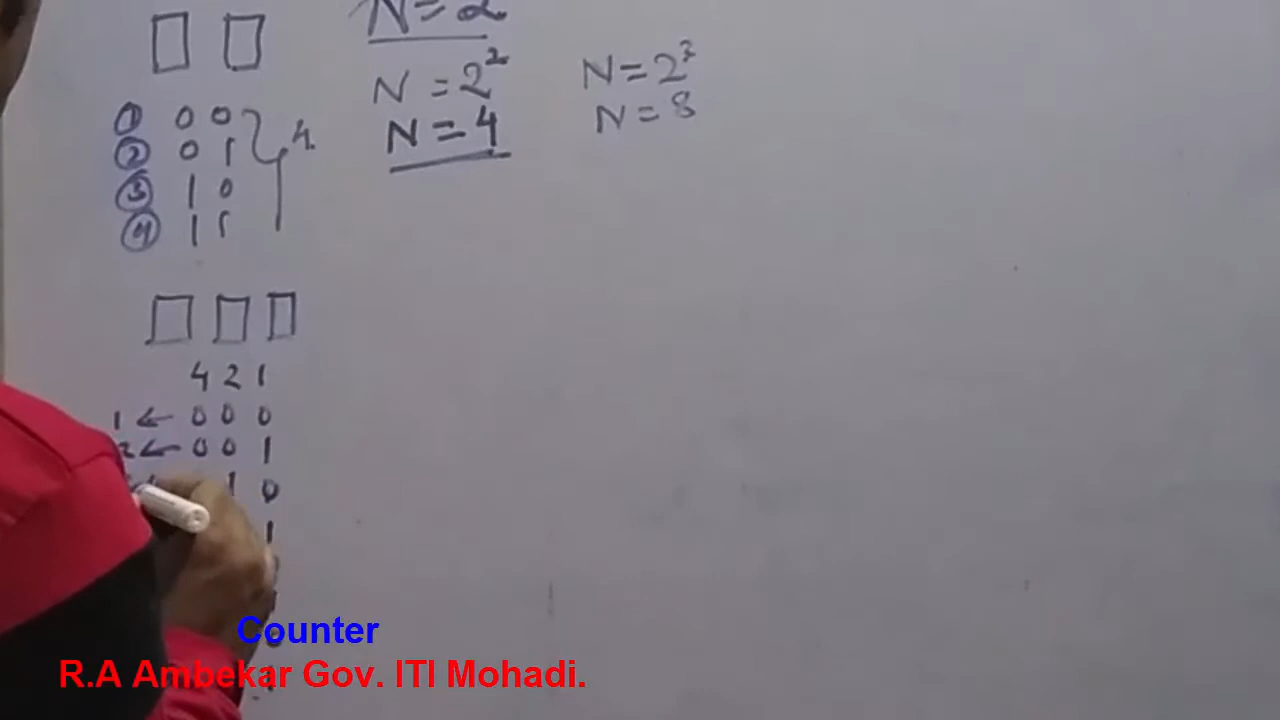 N = 2
N = 2²
N = 4
N = 2³
N = 8
① 0 0
② 0 1
③ 1 0
④ 1 1
4
4 2 1
1 ← 0 0 0
2 ← 0 0 1
1 0
1
Counter
R.A Ambekar Gov. ITI Mohadi.